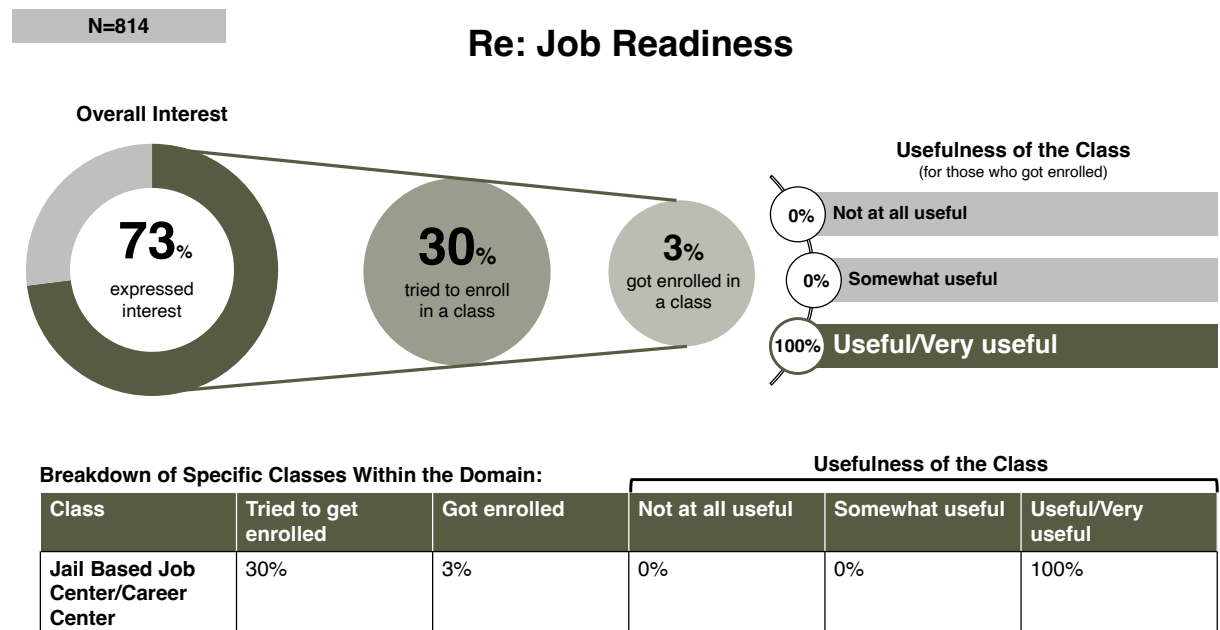 N=814
Re: Job Readiness
Overall Interest
73%
expressed
interest
30%
tried to enroll
in a class
3%
got enrolled in
a class
Usefulness of the Class
(for those who got enrolled)
0% Not at all useful
0% Somewhat useful
100% Useful/Very useful
Breakdown of Specific Classes Within the Domain:
Usefulness of the Class
Class
Tried to get
enrolled
Got enrolled
Not at all useful
Somewhat useful
Useful/Very
useful
Jail Based Job
Center/Career
Center
30%
3%
0%
0%
100%